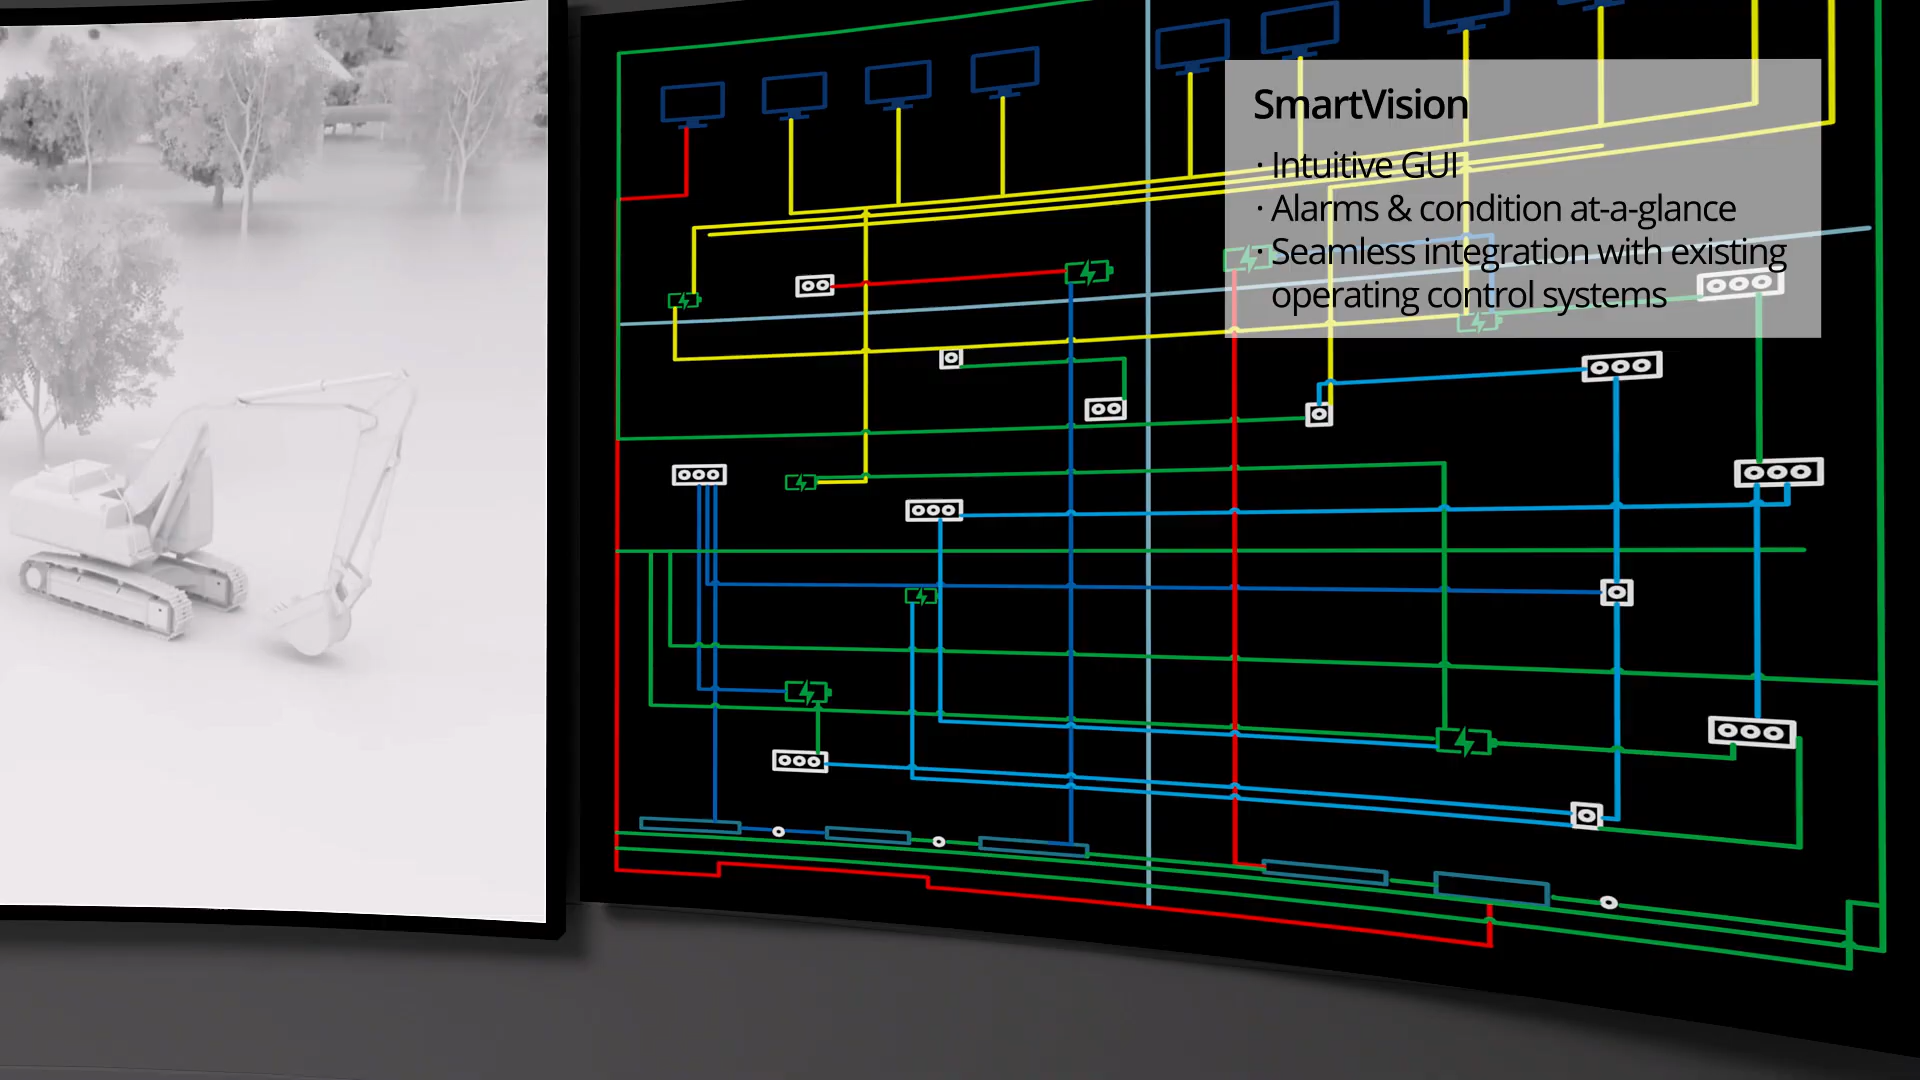 SmartVision
· Intuitive GUI
· Alarms & condition at-a-glance
· Seamless integration with existing
operating control systems